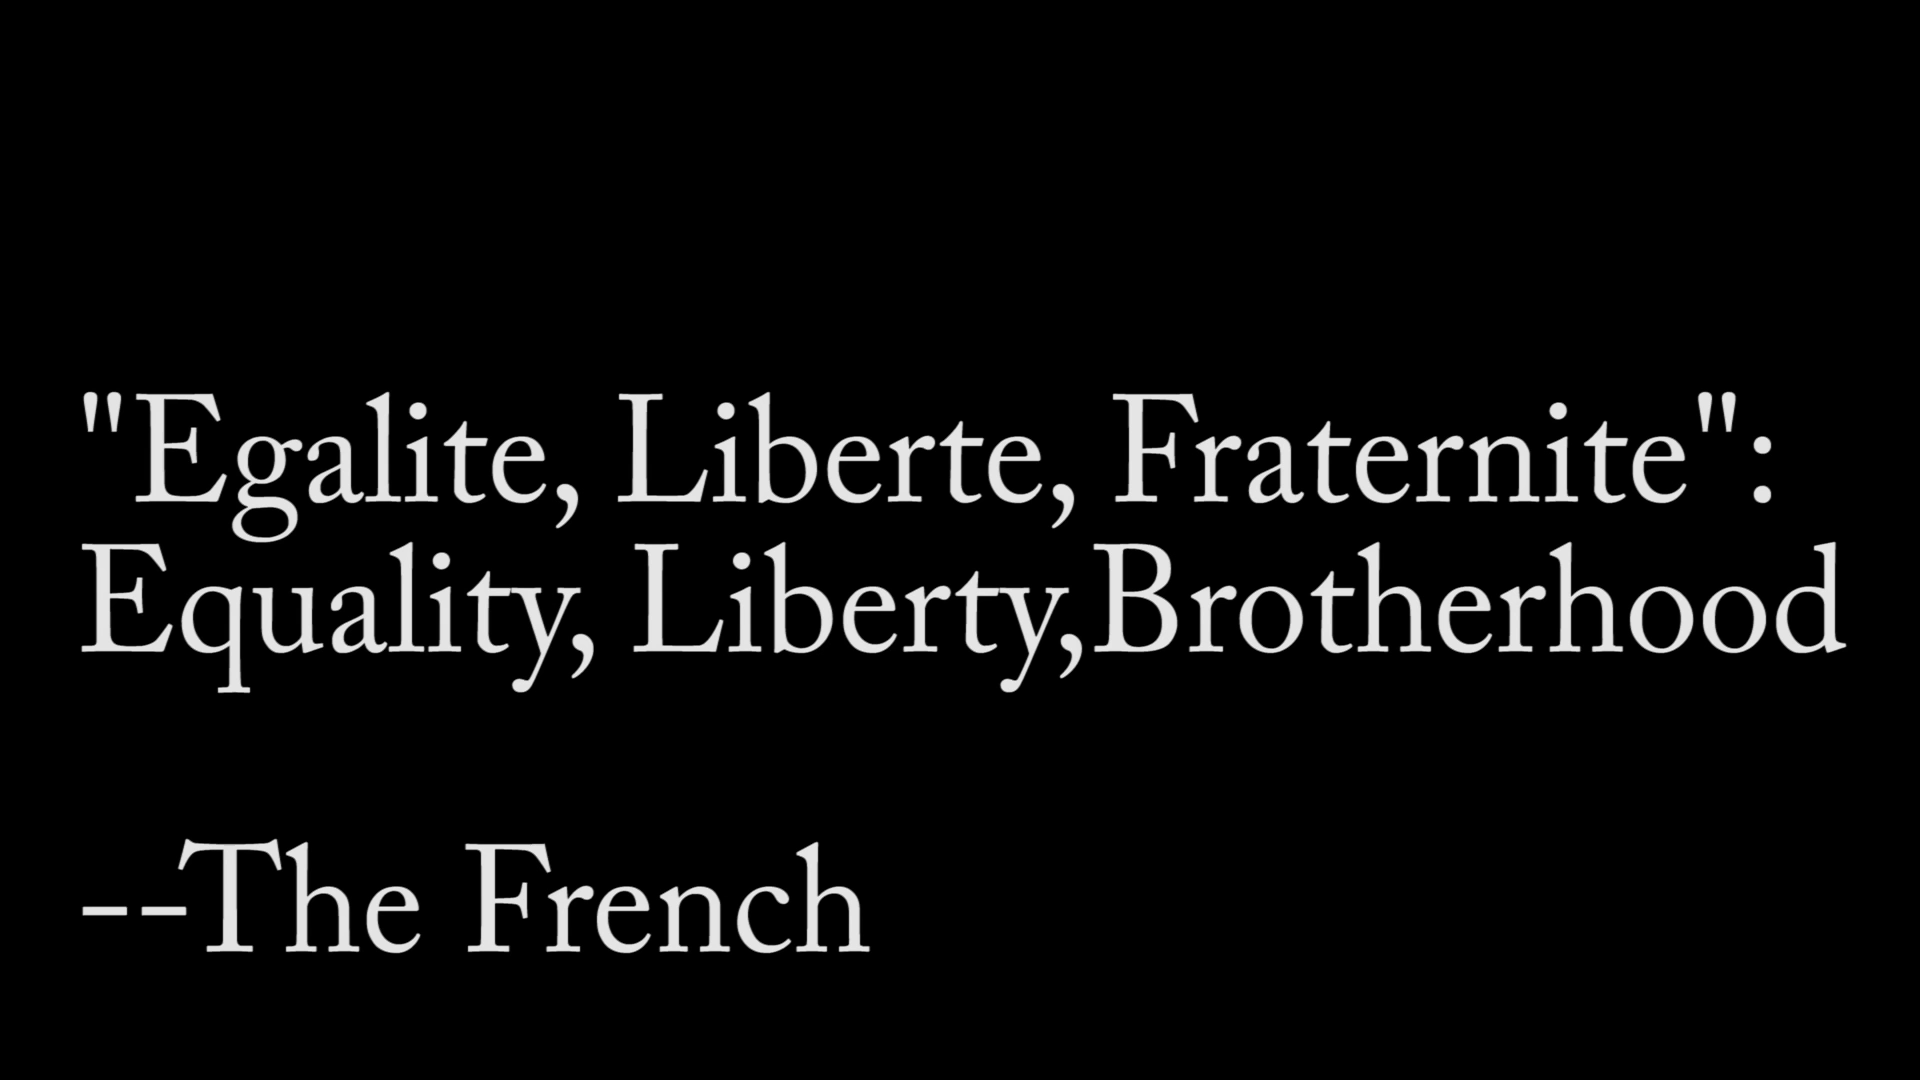 "Egalite, Liberte, Fraternite":
Equality, Liberty,Brotherhood
--The French